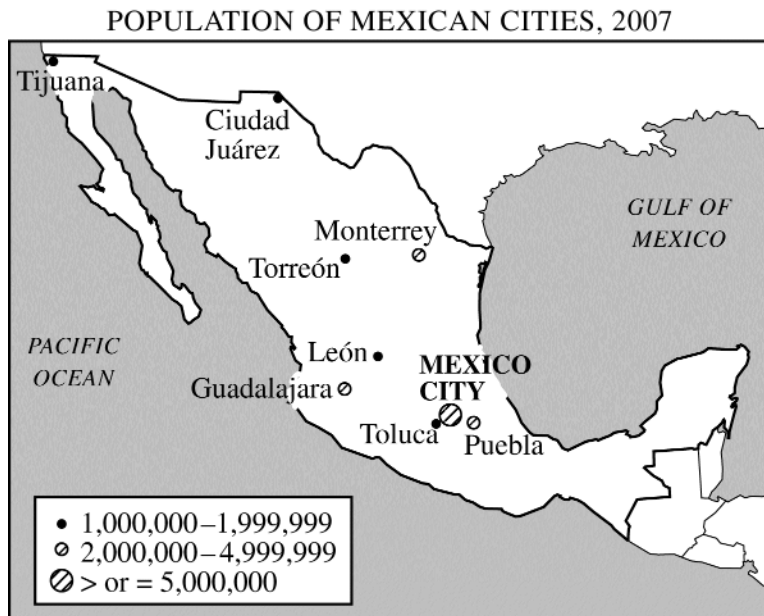 POPULATION OF MEXICAN CITIES, 2007
Tijuana
Ciudad
Juárez
Monterrey
Torreón
GULF OF
MEXICO
PACIFIC
OCEAN
León
MEXICO
CITY
Guadalajara
Toluca
Puebla
1,000,000–1,999,999
2,000,000–4,999,999
> or = 5,000,000